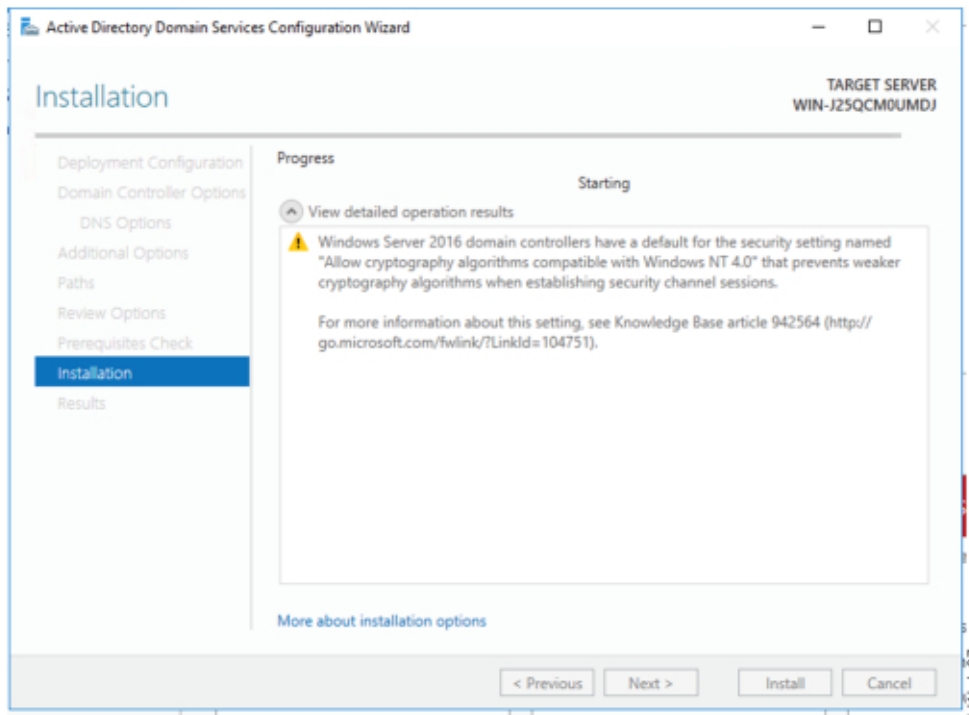 Active Directory Domain Services Configuration Wizard
Installation
TARGET SERVER
WIN-J25QCM0UMDJ
Deployment Configuration
Domain Controller Options
DNS Options
Additional Options
Paths
Review Options
Prerequisites Check
Installation
Results
Progress
Starting
View detailed operation results
Windows Server 2016 domain controllers have a default for the security setting named
"Allow cryptography algorithms compatible with Windows NT 4.0" that prevents weaker
cryptography algorithms when establishing security channel sessions.
For more information about this setting, see Knowledge Base article 942564 (http://
go.microsoft.com/fwlink/?LinkId=104751).
More about installation options
< Previous
Next >
Install
Cancel